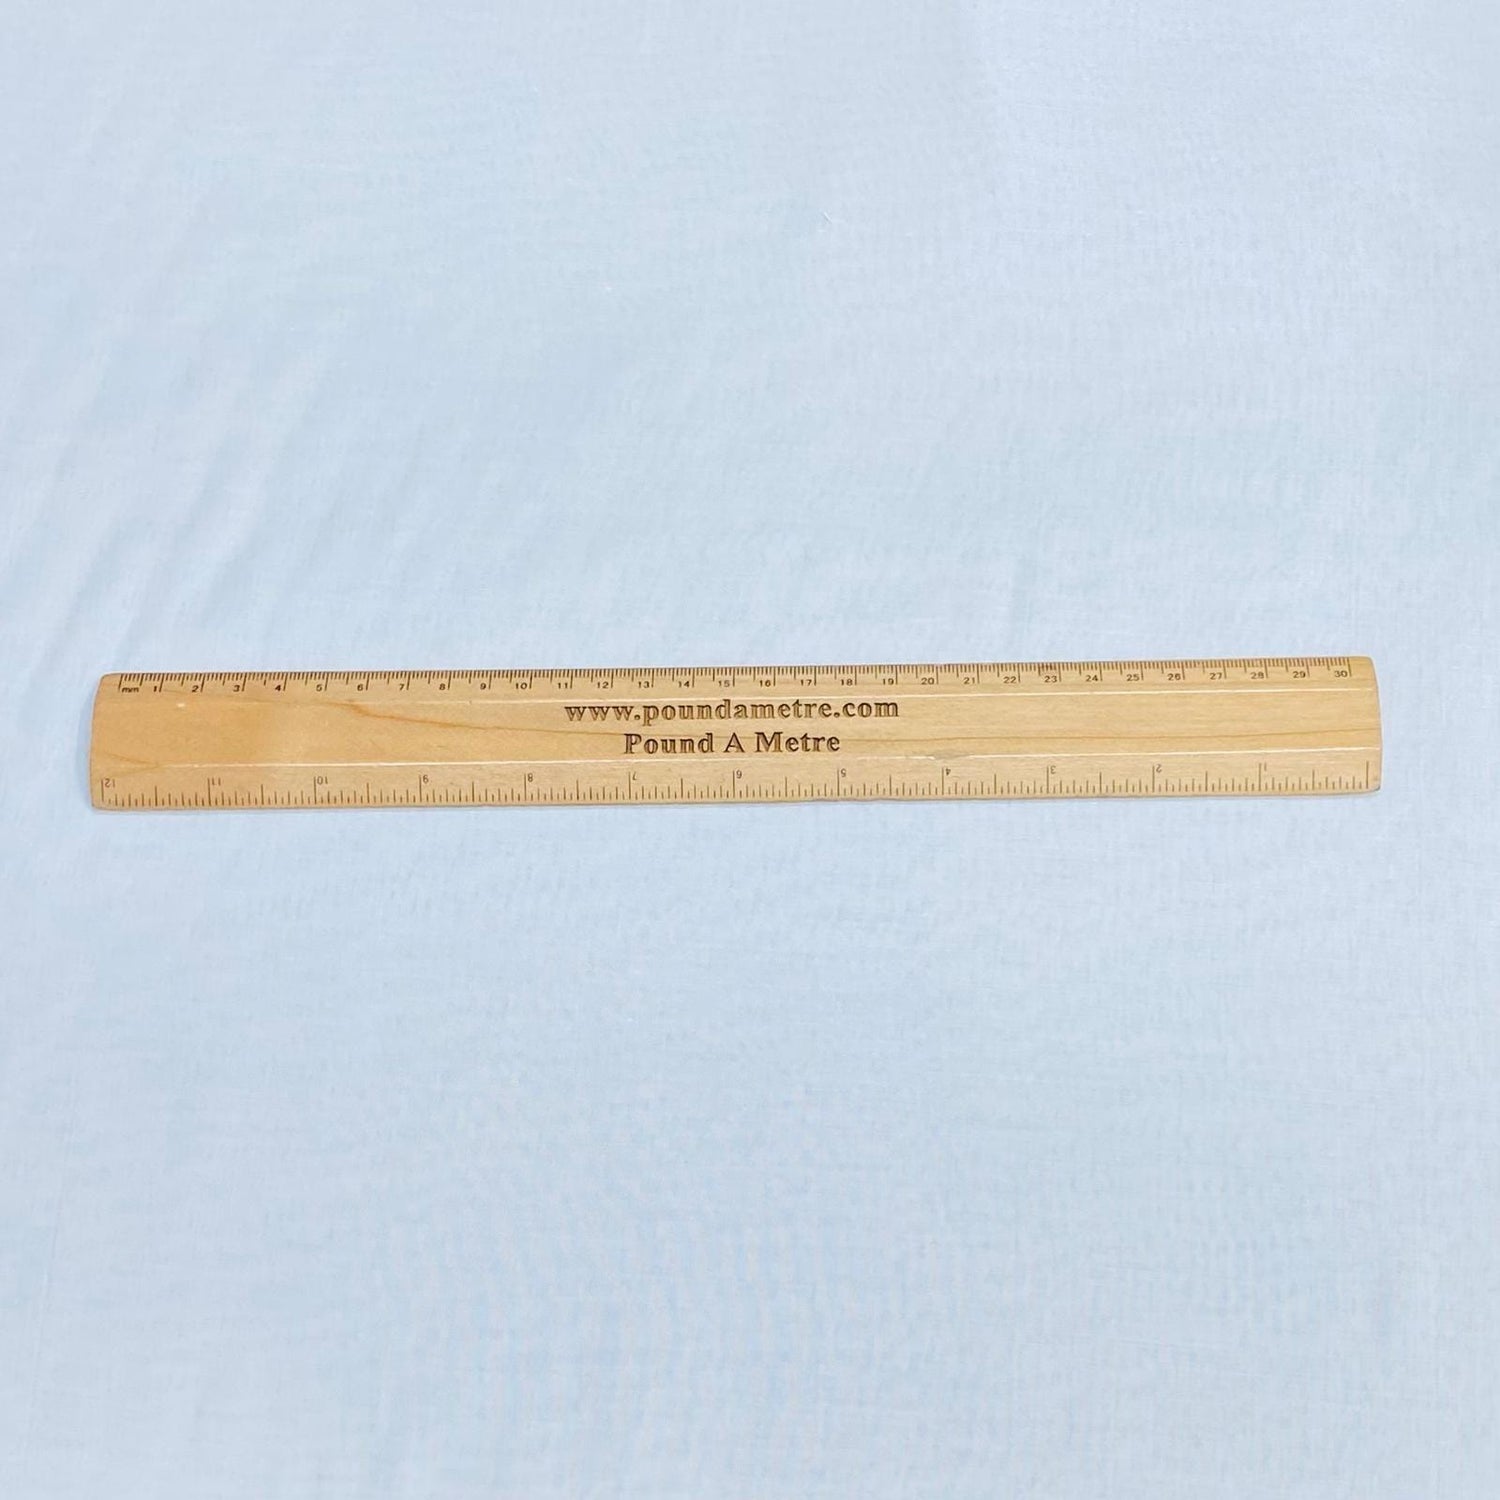 mm 1 2 3 4 5 6 7 8 9 10 11 12 13 14 15 16 17 18 19 20 21 22 23 24 25 26 27 28 29 30
www.poundametre.com
Pound A Metre
12 11 10 9 8 7 6 5 4 3 2 1